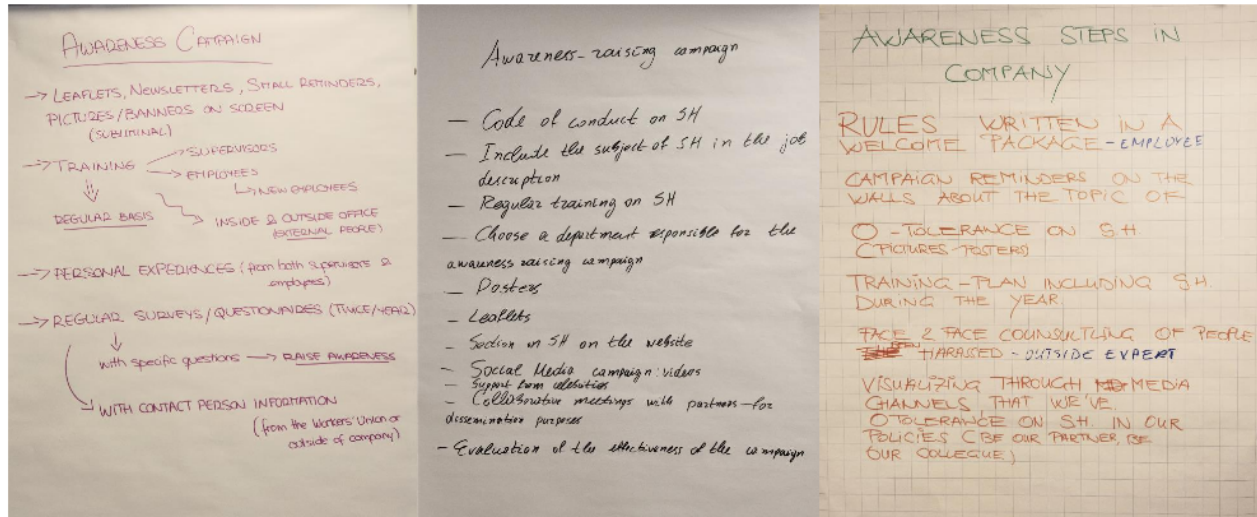 AWARENESS CAMPAIGN
→ LEAFLETS, NEWSLETTERS, SMALL REMINDERS,
PICTURES/BANNERS ON SCREEN
(SUBLIMINAL)
→ TRAINING → SUPERVISORS
→ EMPLOYEES
↳ NEW EMPLOYEES
REGULAR BASIS
INSIDE & OUTSIDE OFFICE
(EXTERNAL PEOPLE)
→ PERSONAL EXPERIENCES (from both supervisors &
employees)
→ REGULAR SURVEYS/QUESTIONAIRES (TWICE/YEAR)
with specific questions → RAISE AWARENESS
→ WITH CONTACT PERSON INFORMATION
(from the Workers' Union or
outside of company)
Awareness-raising campaign
— Code of conduct on SH
— Include the subject of SH in the job
description
— Regular training on SH
— Choose a department responsible for the
awareness raising campaign
— Posters
— Leaflets
— Section on SH on the website
— Social Media campaign: videos
— Support from celebrities
— Collaborative meetings with partners – for
dissemination purposes
— Evaluation of the effectiveness of the campaign
AWARENESS STEPS IN
COMPANY
RULES WRITTEN IN A
WELCOME PACKAGE - EMPLOYEE
CAMPAIGN REMINDERS ON THE
WALLS ABOUT THE TOPIC OF
0 - TOLERANCE ON S.H.
(PICTURES-POSTERS)
TRAINING - PLAN INCLUDING S.H.
DURING THE YEAR.
FACE 2 FACE COUNSULTLING OF PEOPLE
HARASSED - OUTSIDE EXPERT
VISUALIZING THROUGH MEDIA
CHANNELS THAT WE'VE
0 TOLERANCE ON S.H. IN OUR
POLICIES (BE OUR PARTNER, BE
OUR COLLEGUE)